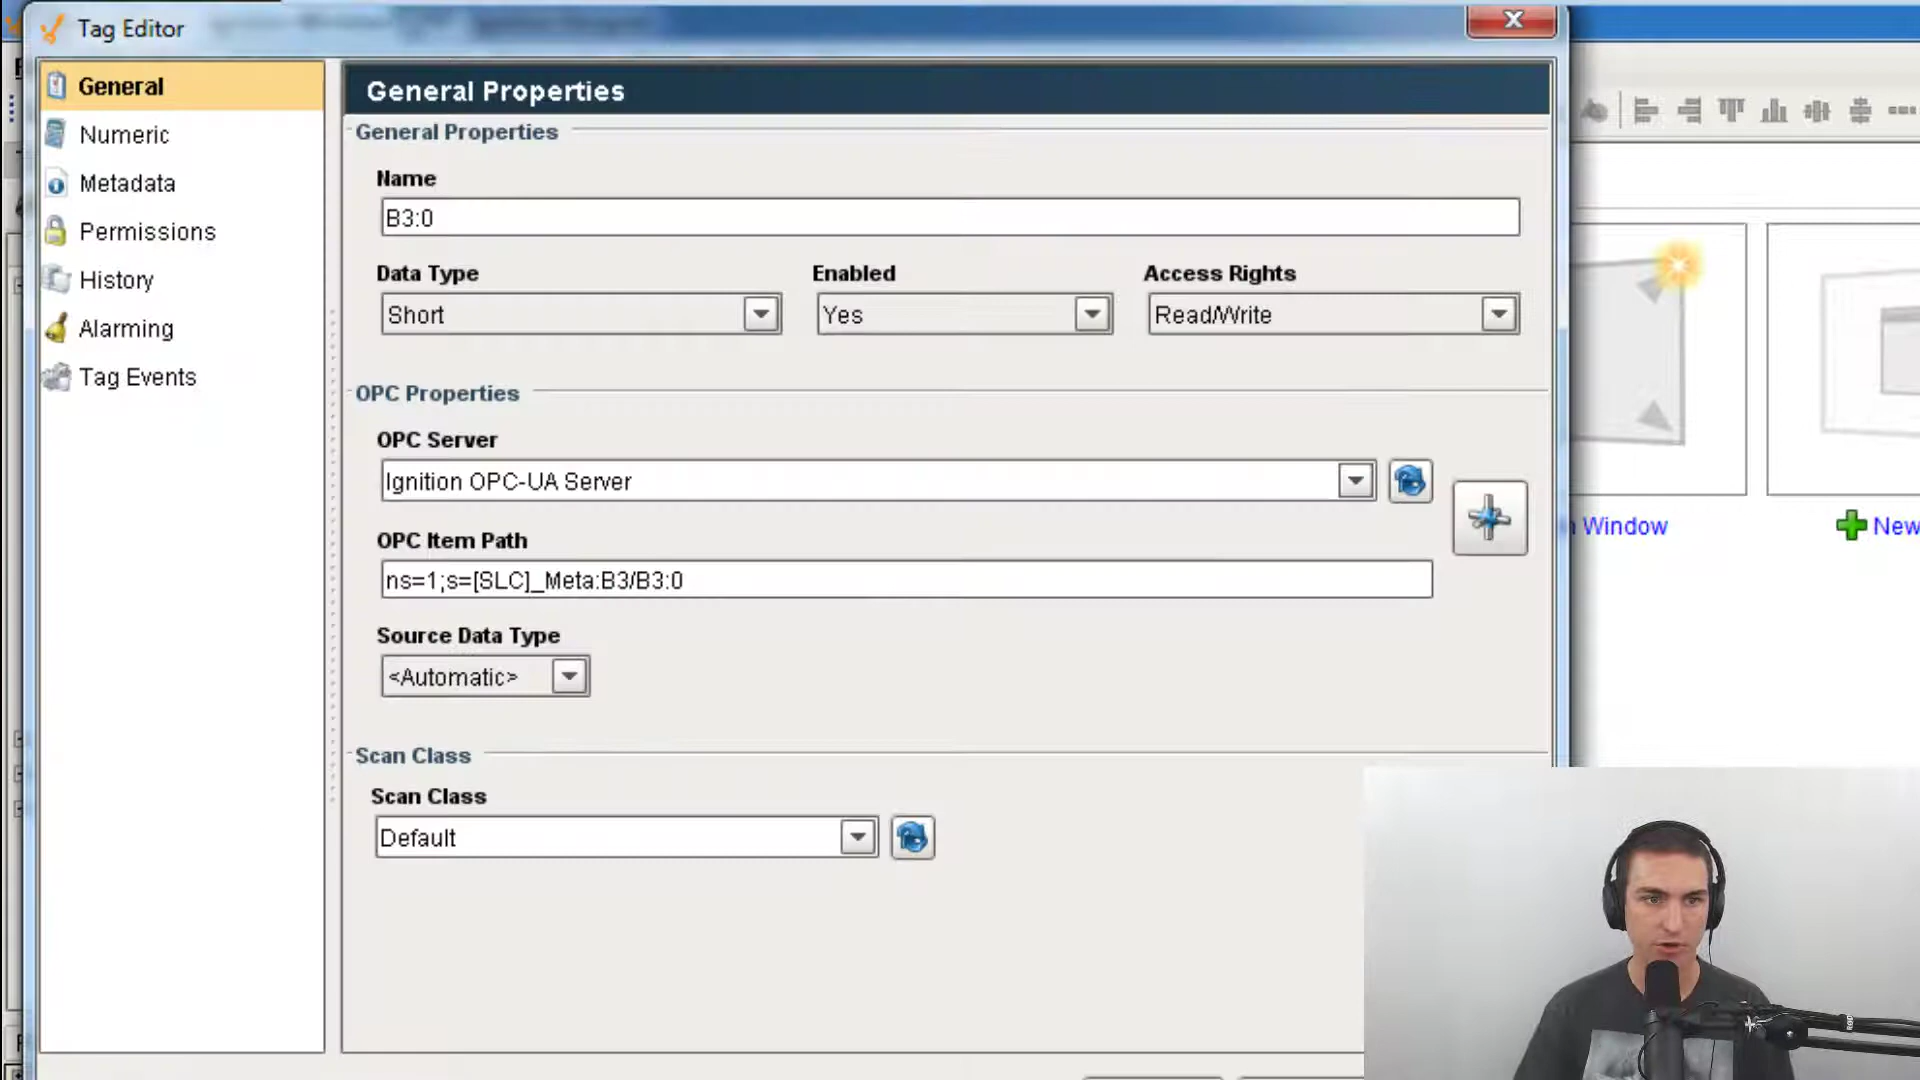 Tag Editor
General
Numeric
Metadata
Permissions
History
Alarming
Tag Events
General Properties
General Properties
Name
B3:0
Data Type
Enabled
Access Rights
Short
Yes
Read/Write
OPC Properties
OPC Server
Ignition OPC-UA Server
OPC Item Path
ns=1;s=[SLC]_Meta:B3/B3:0
Source Data Type
<Automatic>
Scan Class
Scan Class
Default
Window
New